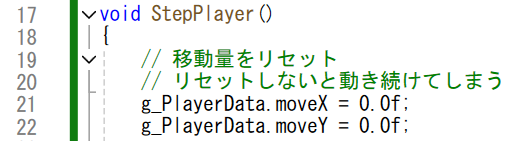 17 void StepPlayer()
18 {
19 // 移動量をリセット
20 // リセットしないと動き続けてしまう
21 g_PlayerData.moveX = 0.0f;
22 g_PlayerData.moveY = 0.0f;